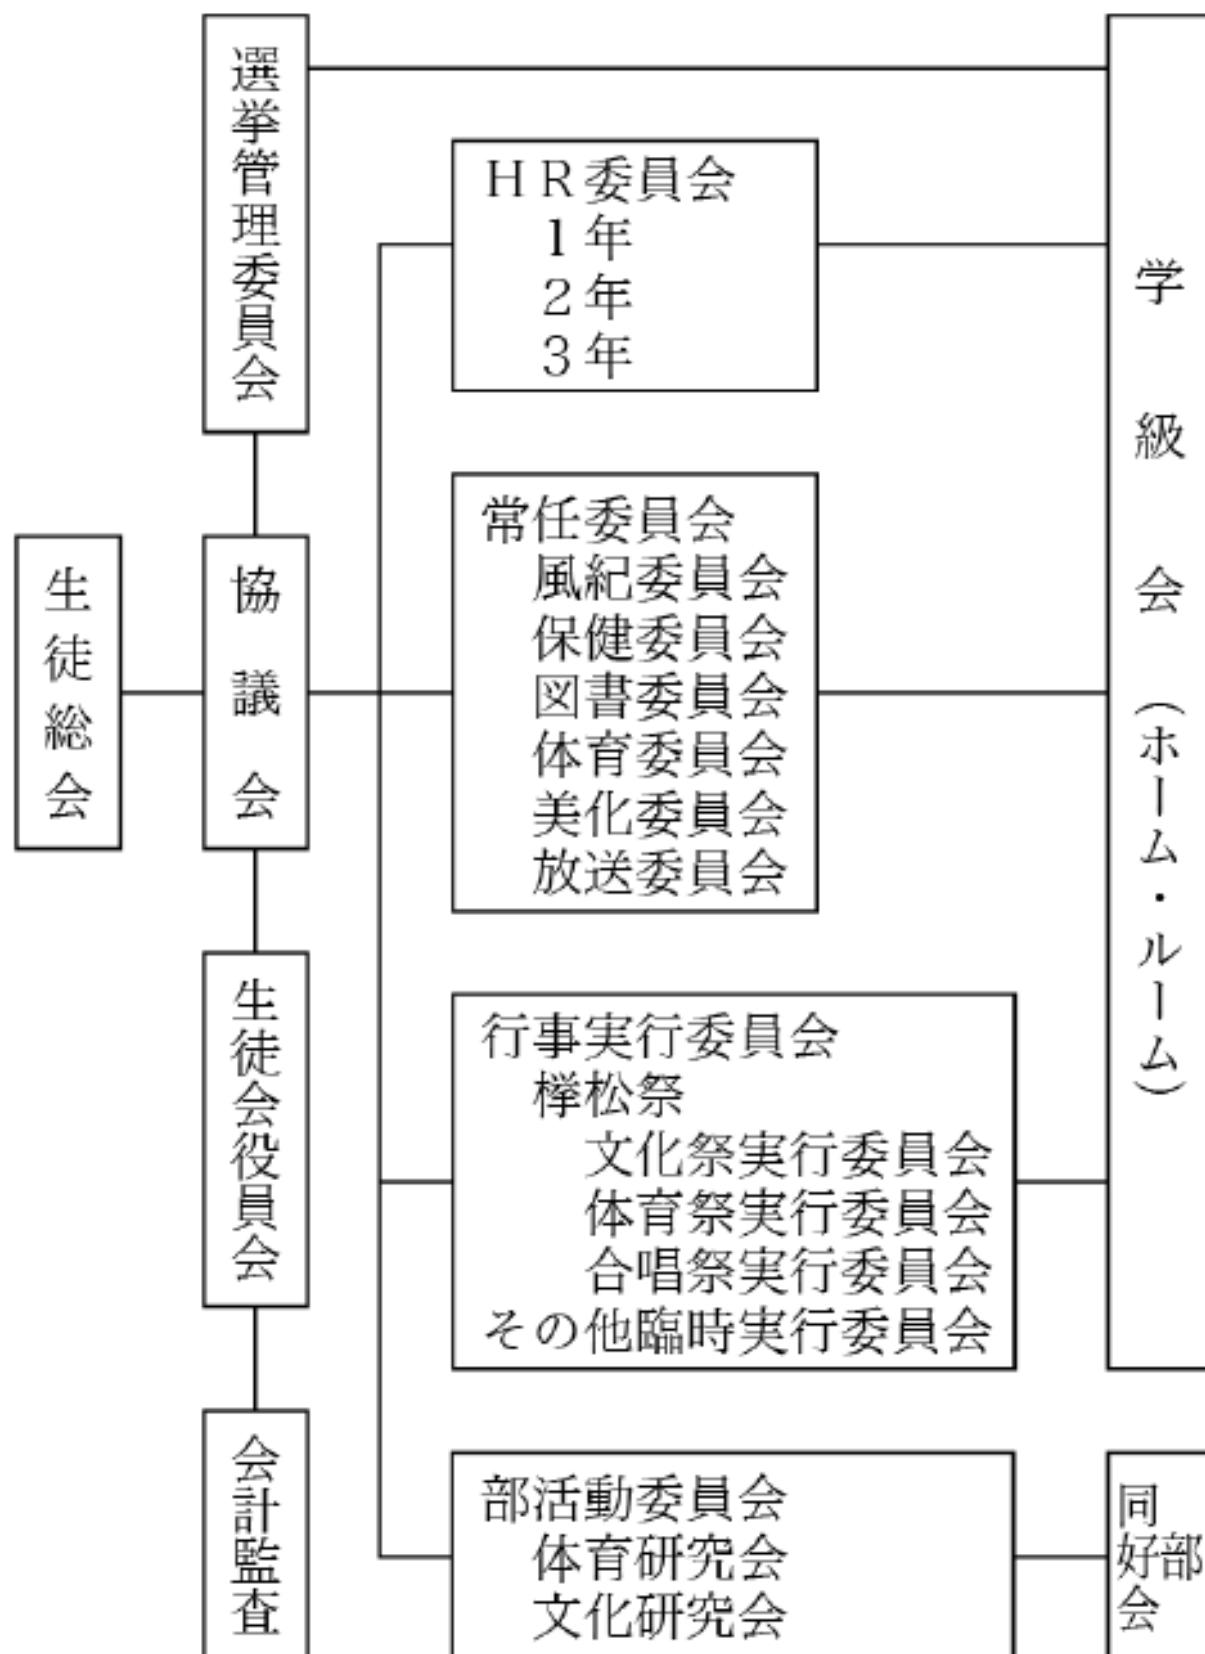 生徒総会
選挙管理委員会
協議会
生徒会役員会
会計監査
ＨＲ委員会
１年
２年
３年
常任委員会
風紀委員会
保健委員会
図書委員会
体育委員会
美化委員会
放送委員会
行事実行委員会
欅松祭
文化祭実行委員会
体育祭実行委員会
合唱祭実行委員会
その他臨時実行委員会
部活動委員会
体育研究会
文化研究会
学級会（ホーム・ルーム）
部
同好会